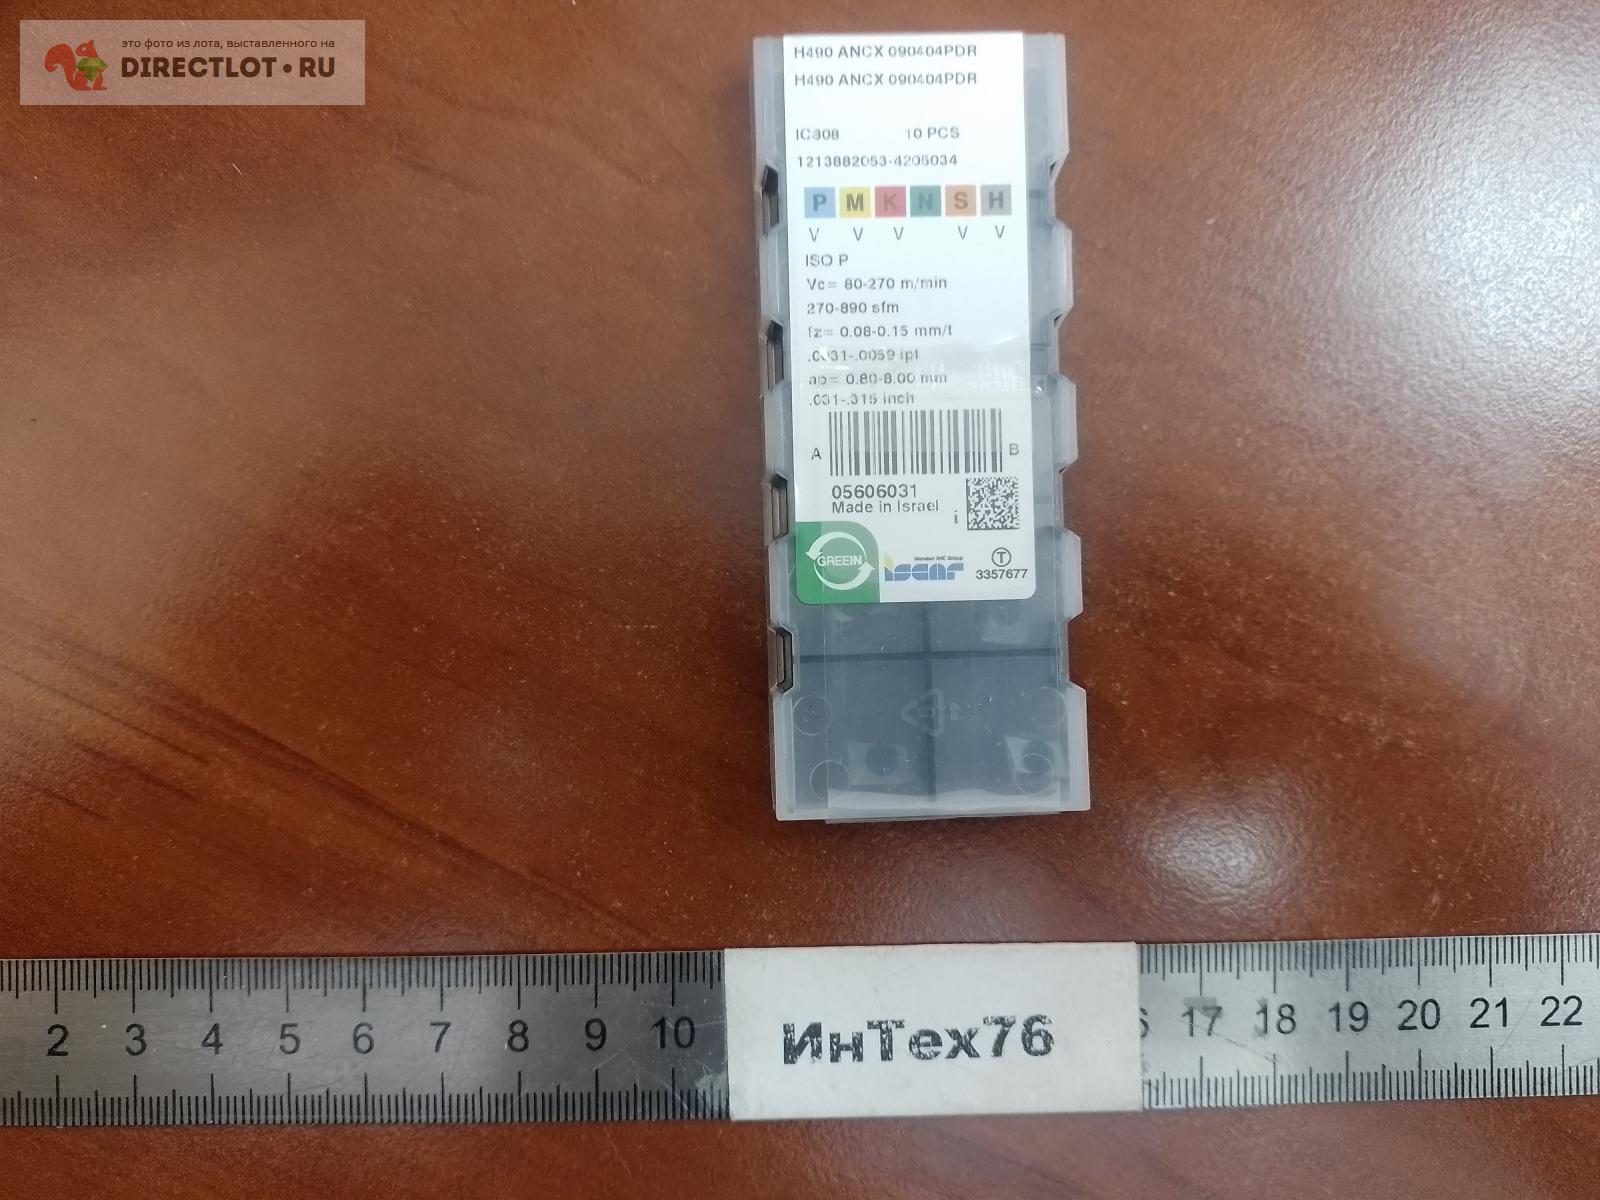 это фото из лота, выставленного на
DIRECTLOT.RU
H490 ANCX 090404PDR
H490 ANCX 090404PDR
IC808 10 PCS
1213882053-4205034
P M K N S H
V V V V V
ISO P
Vc= 80-270 m/min
270-890 sfm
fz= 0.08-0.15 mm/t
.0031-.0059 ipt
ap= 0.80-8.00 mm
.031-.315 inch
A B
05606031
Made in Israel i
GREEIN
Member IMC Group
iscar
T
3357677
5
PP
2 3 4 5 6 7 8 9 10 ИнТех76 6 17 18 19 20 21 22